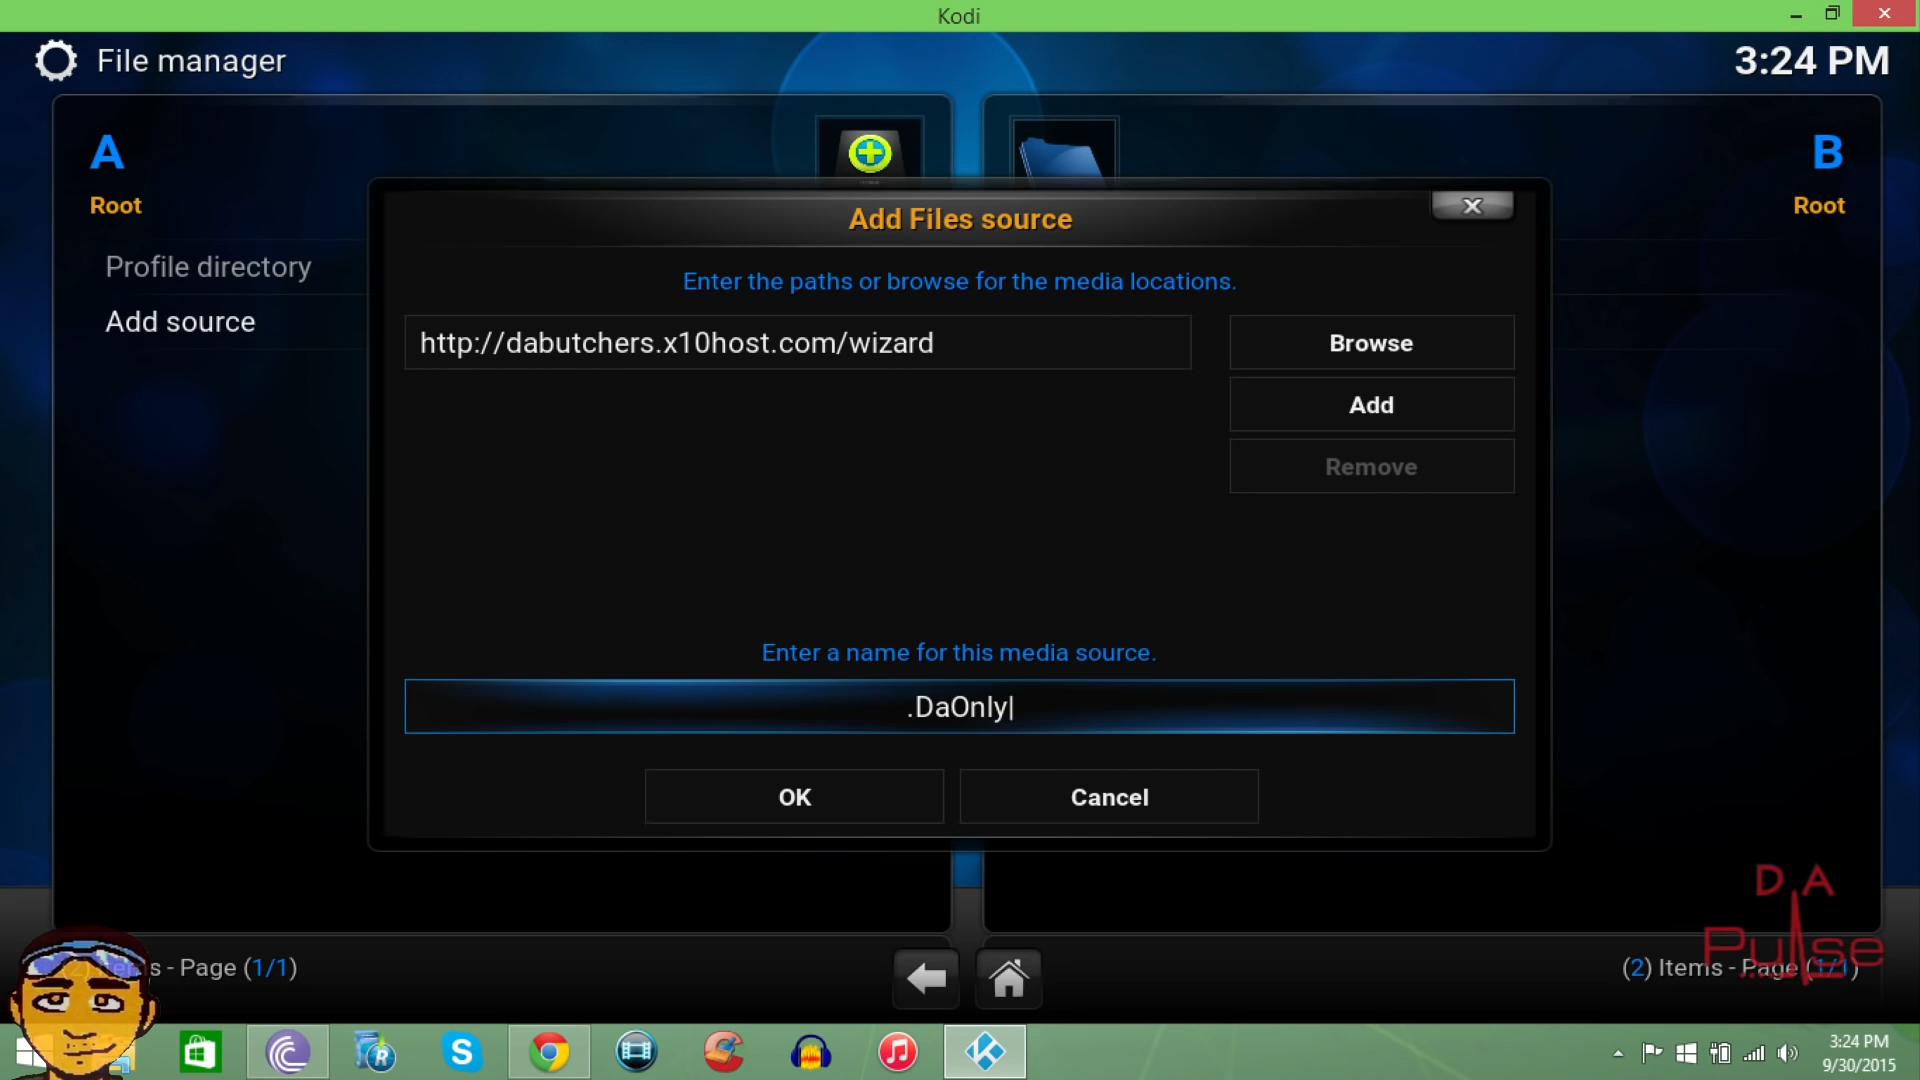 Kodi
File manager
3:24 PM
A
B
Root
Root
Profile directory
Add source
Add Files source
Enter the paths or browse for the media locations.
http://dabutchers.x10host.com/wizard
Browse
Add
Remove
Enter a name for this media source.
.DaOnly|
OK
Cancel
DA
Pulse
s - Page (1/1)
(2) Items - Page (1/1)
3:24 PM
9/30/2015